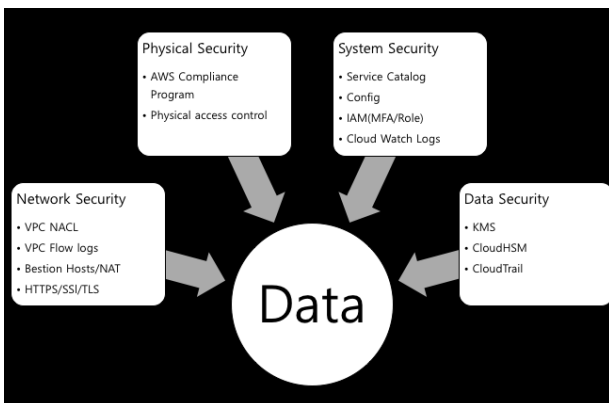 Physical Security
• AWS Compliance
Program
• Physical access control
System Security
• Service Catalog
• Config
• IAM(MFA/Role)
• Cloud Watch Logs
Network Security
• VPC NACL
• VPC Flow logs
• Bestion Hosts/NAT
• HTTPS/SSl/TLS
Data Security
• KMS
• CloudHSM
• CloudTrail
Data